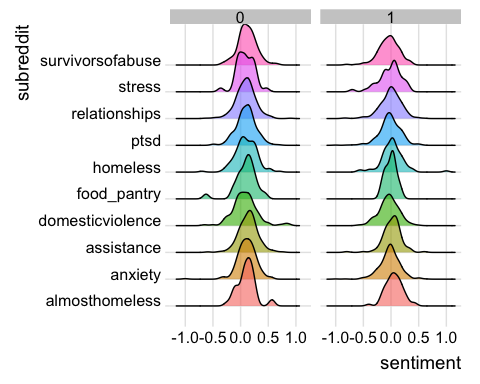 0 1
subreddit
survivorsofabuse
stress
relationships
ptsd
homeless
food_pantry
domesticviolence
assistance
anxiety
almosthomeless
-1.0 -0.5 0.0 0.5 1.0 -1.0 -0.5 0.0 0.5 1.0
sentiment